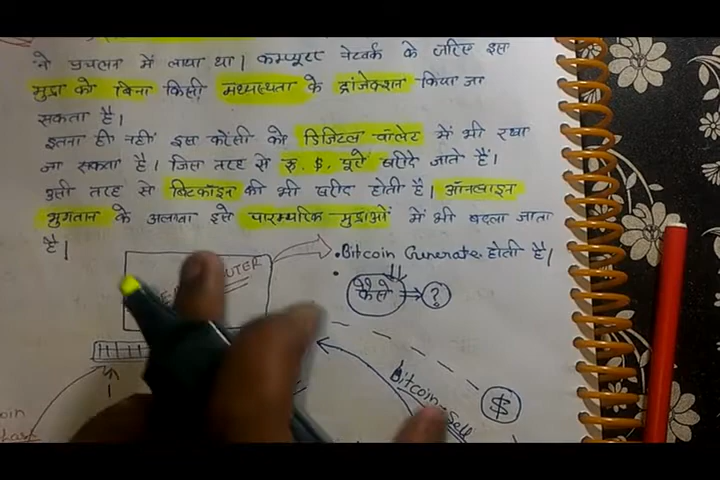 ने प्रचलन में लाया था। कम्प्यूटर नेटवर्क के जरिए इस
मुद्रा को बिना किसी मध्यस्थता के ट्रांजेक्शन किया जा
सकता है।
इतना ही नहीं इस करेंसी को डिजिटल वॉलेट में भी रखा
जा सकता है। जिस तरह से रु. $. यूरो खरीदे जाते हैं।
उसी तरह से बिटकॉइन की भी खरीद होती है। ऑनलाइन
भुगतान के अलावा इसे पारम्परिक मुद्राओं में भी बदला जाता
है।
• Bitcoin Generate होती है।
UTER
कैसे → ?
Bitcoin Sell
$